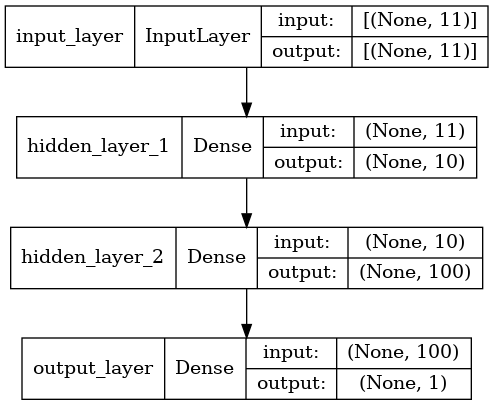 input_layer InputLayer input: [(None, 11)]
output: [(None, 11)]
hidden_layer_1 Dense input: (None, 11)
output: (None, 10)
hidden_layer_2 Dense input: (None, 10)
output: (None, 100)
output_layer Dense input: (None, 100)
output: (None, 1)